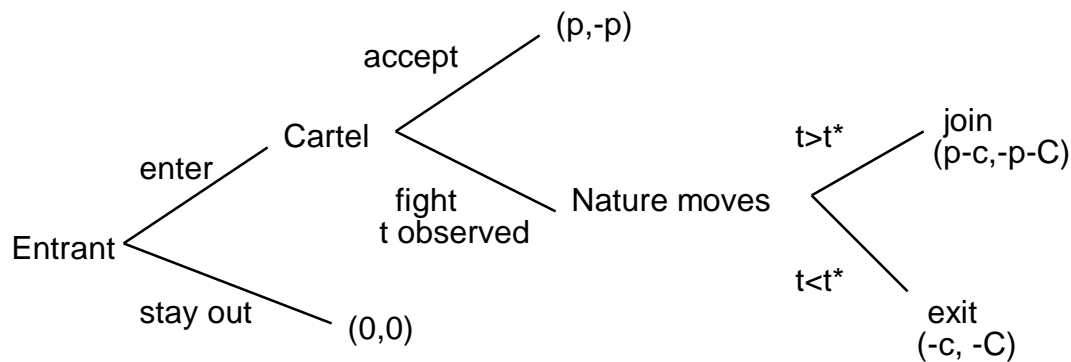 (p,-p)
accept
Cartel
enter
t>t*
join
(p-c,-p-C)
fight
t observed
Nature moves
Entrant
t<t*
stay out
(0,0)
exit
(-c, -C)